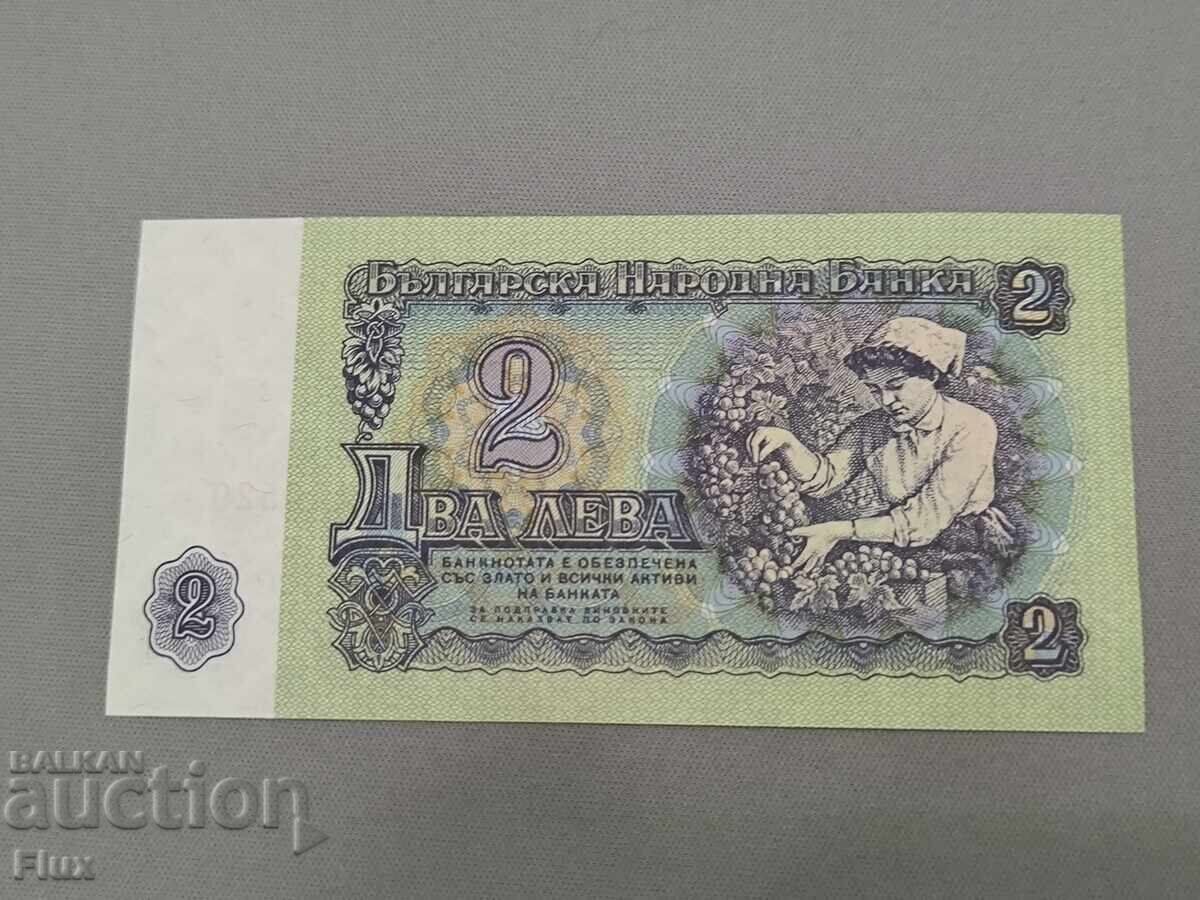 Българска Народна Банка
2
2
Два лева
Банкнотата е обезпечена
със злато и всички активи
на банката
За подправка виновните
се наказват по закона
2
2
BALKAN
auction
Flux